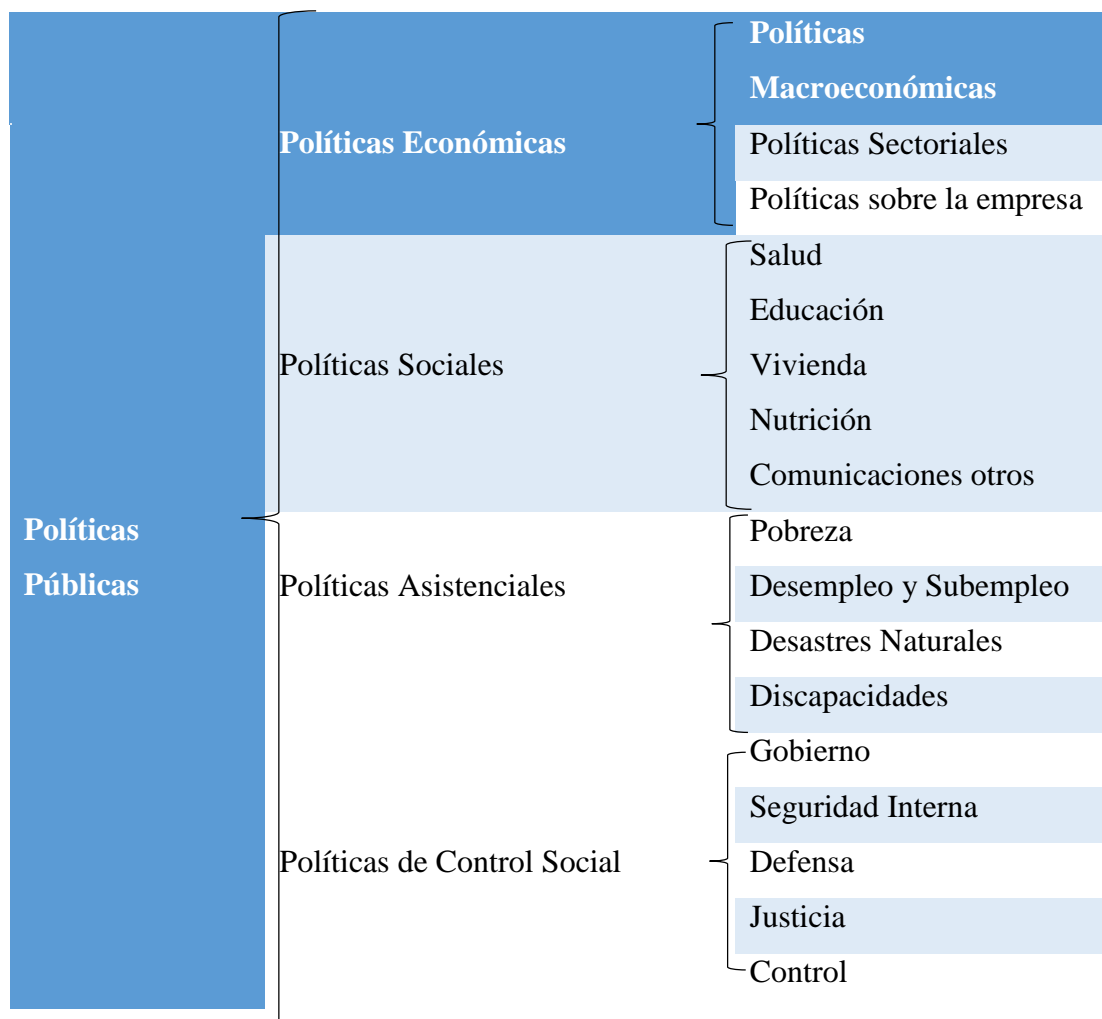 Políticas
Públicas
Políticas Económicas
Políticas
Macroeconómicas
Políticas Sectoriales
Políticas sobre la empresa
Políticas Sociales
Salud
Educación
Vivienda
Nutrición
Comunicaciones otros
Políticas Asistenciales
Pobreza
Desempleo y Subempleo
Desastres Naturales
Discapacidades
Políticas de Control Social
Gobierno
Seguridad Interna
Defensa
Justicia
Control